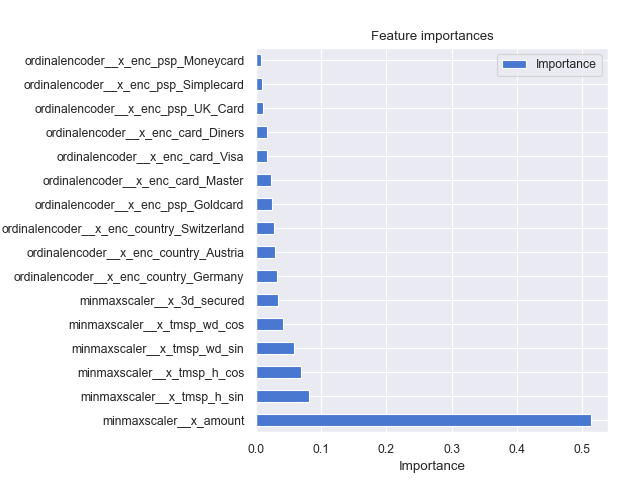 Feature importances
Importance
ordinalencoder__x_enc_psp_Moneycard
ordinalencoder__x_enc_psp_Simplecard
ordinalencoder__x_enc_psp_UK_Card
ordinalencoder__x_enc_card_Diners
ordinalencoder__x_enc_card_Visa
ordinalencoder__x_enc_card_Master
ordinalencoder__x_enc_psp_Goldcard
ordinalencoder__x_enc_country_Switzerland
ordinalencoder__x_enc_country_Austria
ordinalencoder__x_enc_country_Germany
minmaxscaler__x_3d_secured
minmaxscaler__x_tmsp_wd_cos
minmaxscaler__x_tmsp_wd_sin
minmaxscaler__x_tmsp_h_cos
minmaxscaler__x_tmsp_h_sin
minmaxscaler__x_amount
0.0 0.1 0.2 0.3 0.4 0.5
Importance